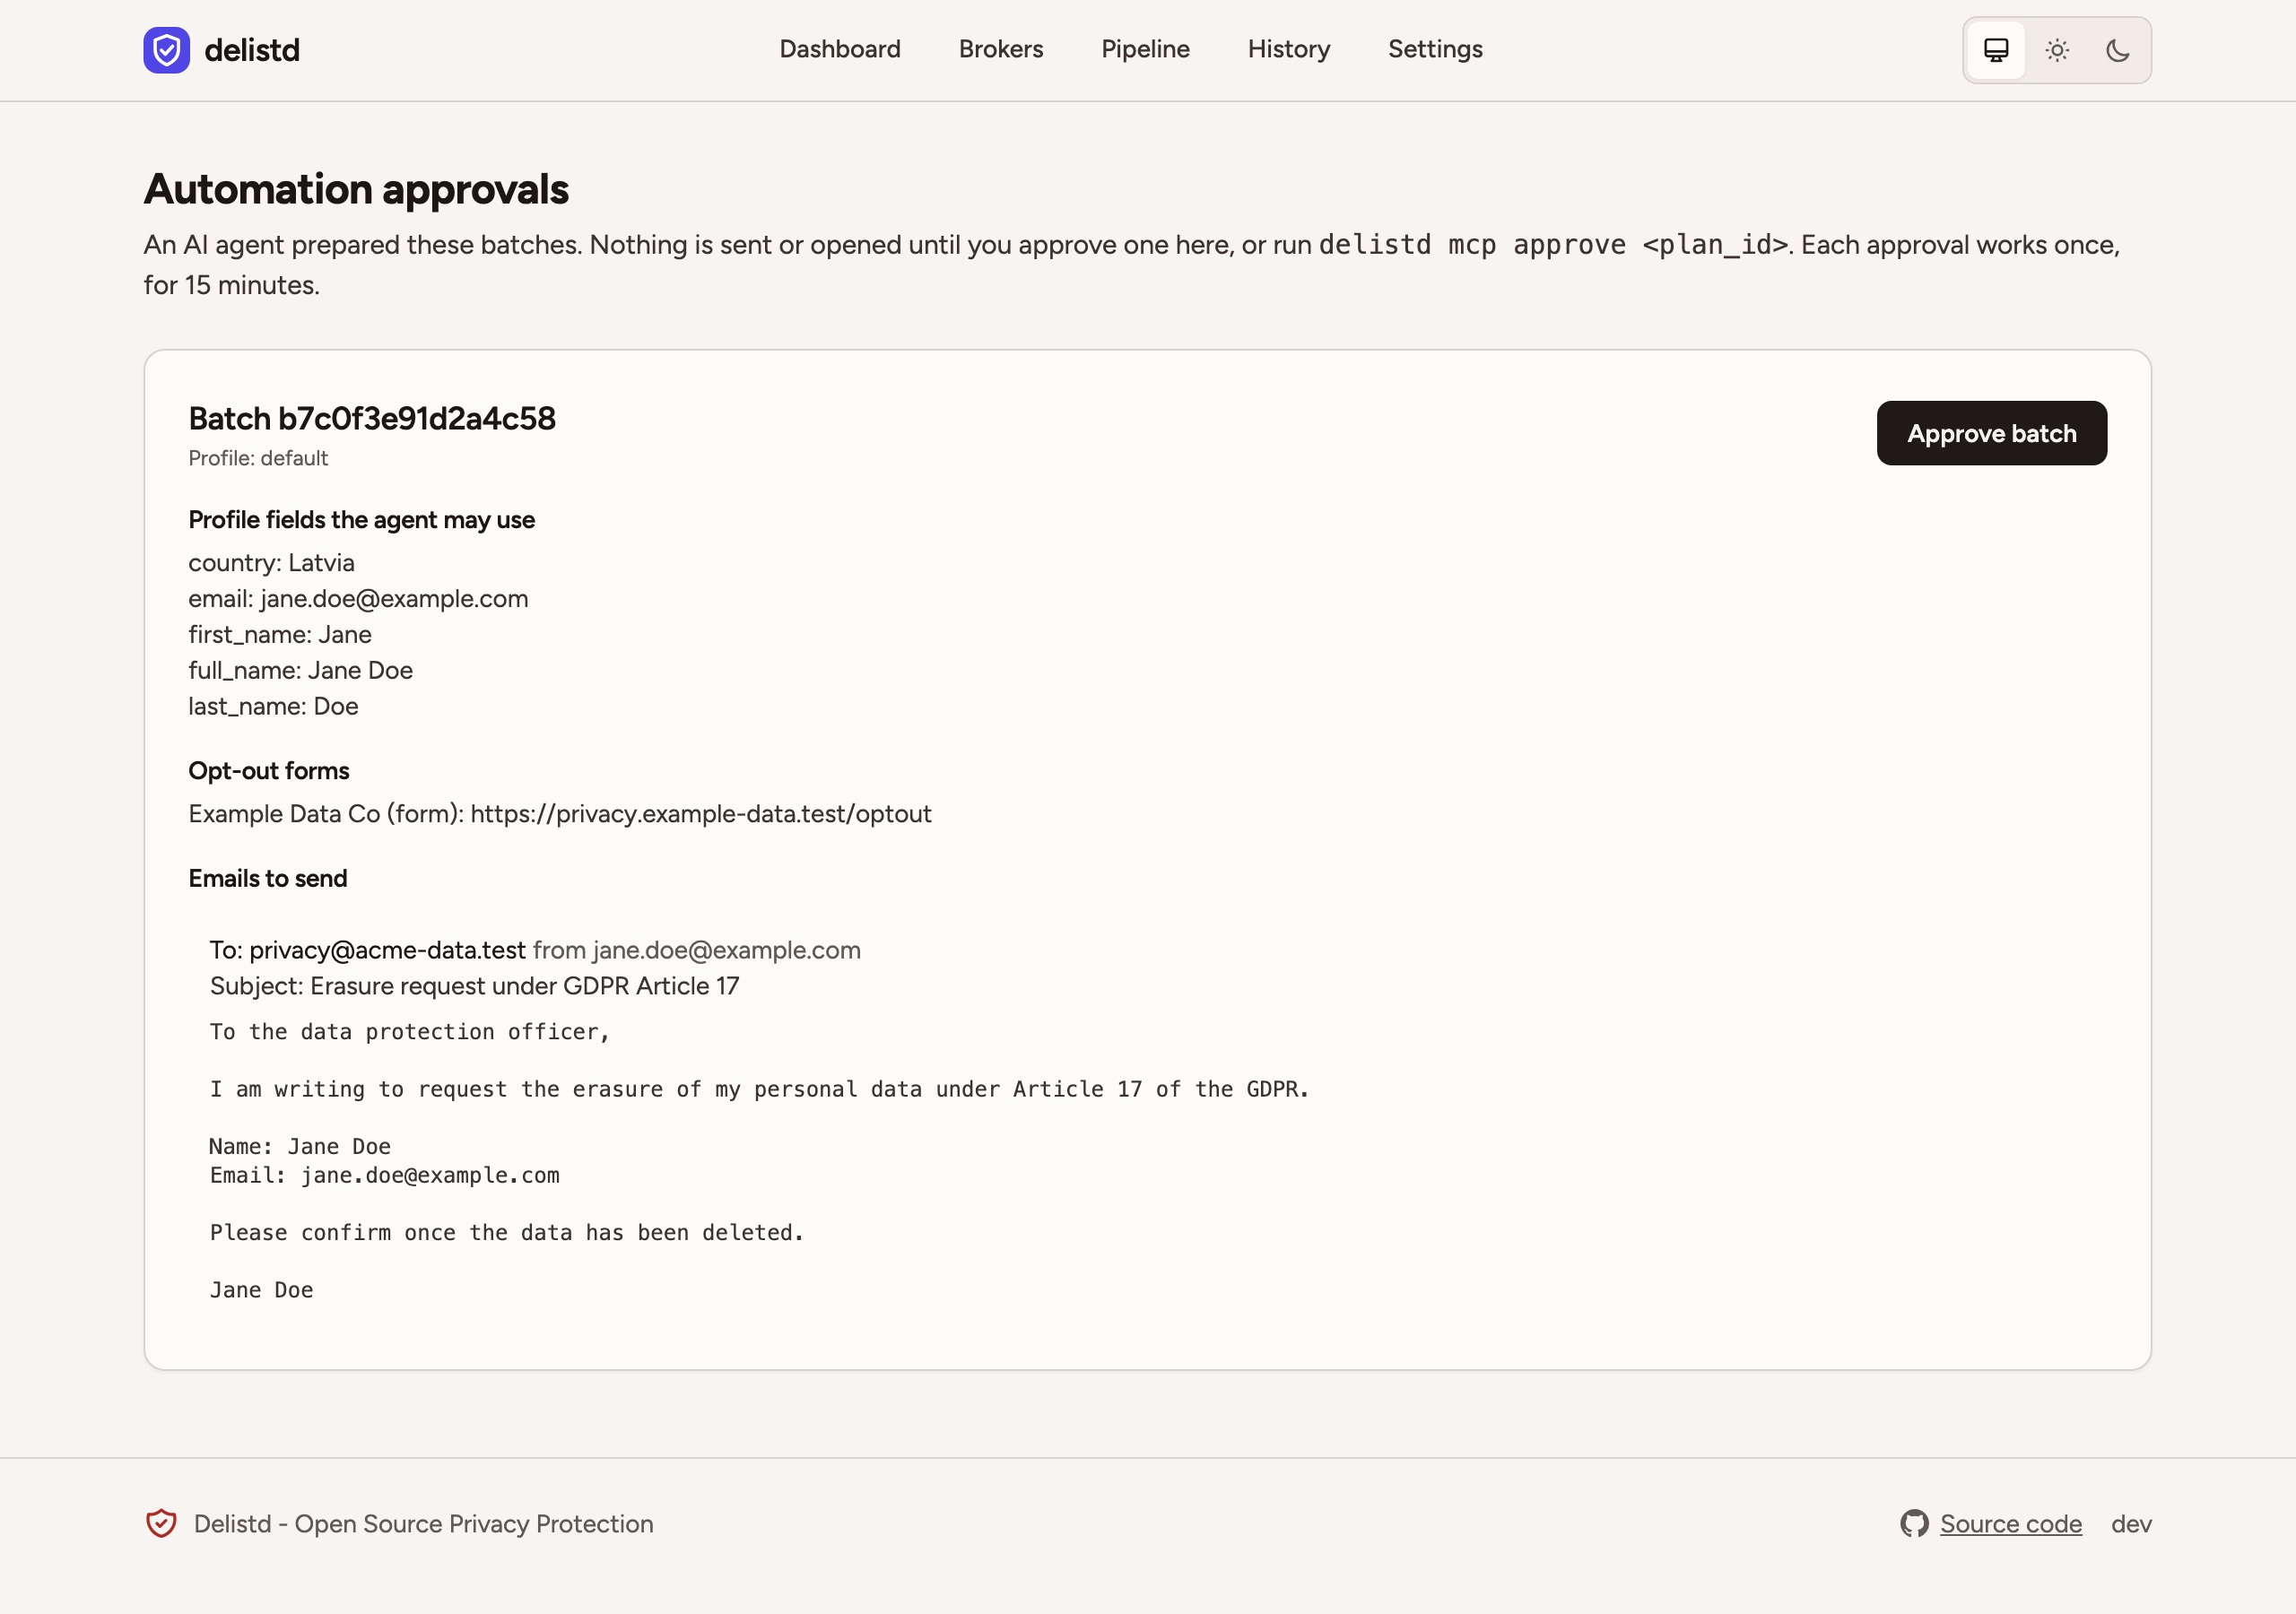 delistd
Dashboard
Brokers
Pipeline
History
Settings
Automation approvals
An AI agent prepared these batches. Nothing is sent or opened until you approve one here, or run delistd mcp approve <plan_id>. Each approval works once,
for 15 minutes.
Batch b7c0f3e91d2a4c58
Approve batch
Profile: default
Profile fields the agent may use
country: Latvia
email: jane.doe@example.com
first_name: Jane
full_name: Jane Doe
last_name: Doe
Opt-out forms
Example Data Co (form): https://privacy.example-data.test/optout
Emails to send
To: privacy@acme-data.test from jane.doe@example.com
Subject: Erasure request under GDPR Article 17
To the data protection officer,
I am writing to request the erasure of my personal data under Article 17 of the GDPR.
Name: Jane Doe
Email: jane.doe@example.com
Please confirm once the data has been deleted.
Jane Doe
Delistd - Open Source Privacy Protection
Source code
dev